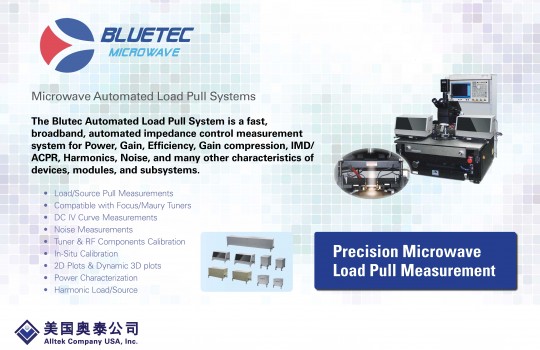 BLUETEC
MICROWAVE
Microwave Automated Load Pull Systems
The Blutec Automated Load Pull System is a fast,
broadband, automated impedance control measurement
system for Power, Gain, Efficiency, Gain compression, IMD/
ACPR, Harmonics, Noise, and many other characteristics of
devices, modules, and subsystems.
• Load/Source Pull Measurements
• Compatible with Focus/Maury Tuners
• DC IV Curve Measurements
• Noise Measurements
• Tuner & RF Components Calibration
• In-Situ Calibration
• 2D Plots & Dynamic 3D plots
• Power Characterization
• Harmonic Load/Source
Precision Microwave
Load Pull Measurement
美国奥泰公司
Alltek Company USA, Inc.